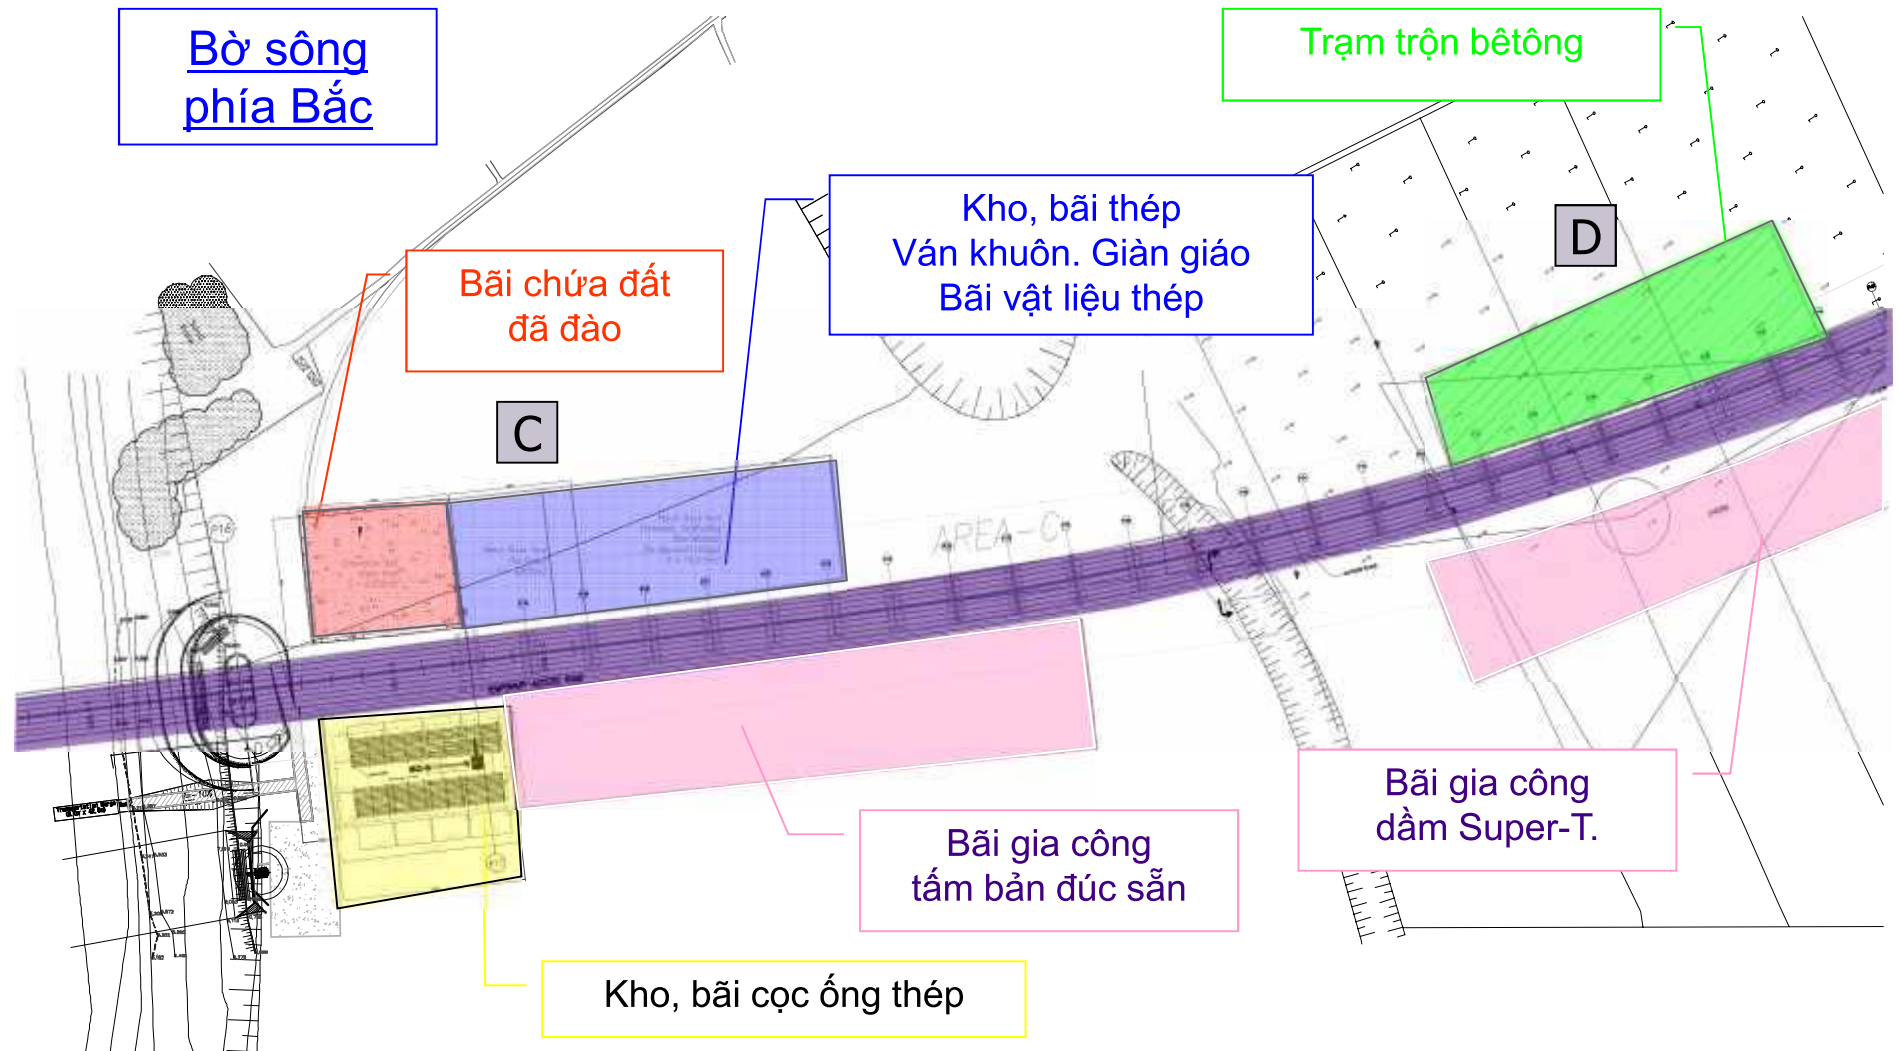 Bờ sông
phía Bắc
Trạm trộn bêtông
Kho, bãi thép
Ván khuôn. Giàn giáo
Bãi vật liệu thép
D
Bãi chứa đất
đã đào
C
P16
AREA-C
Bãi gia công
dầm Super-T.
Bãi gia công
tấm bản đúc sẵn
Kho, bãi cọc ống thép